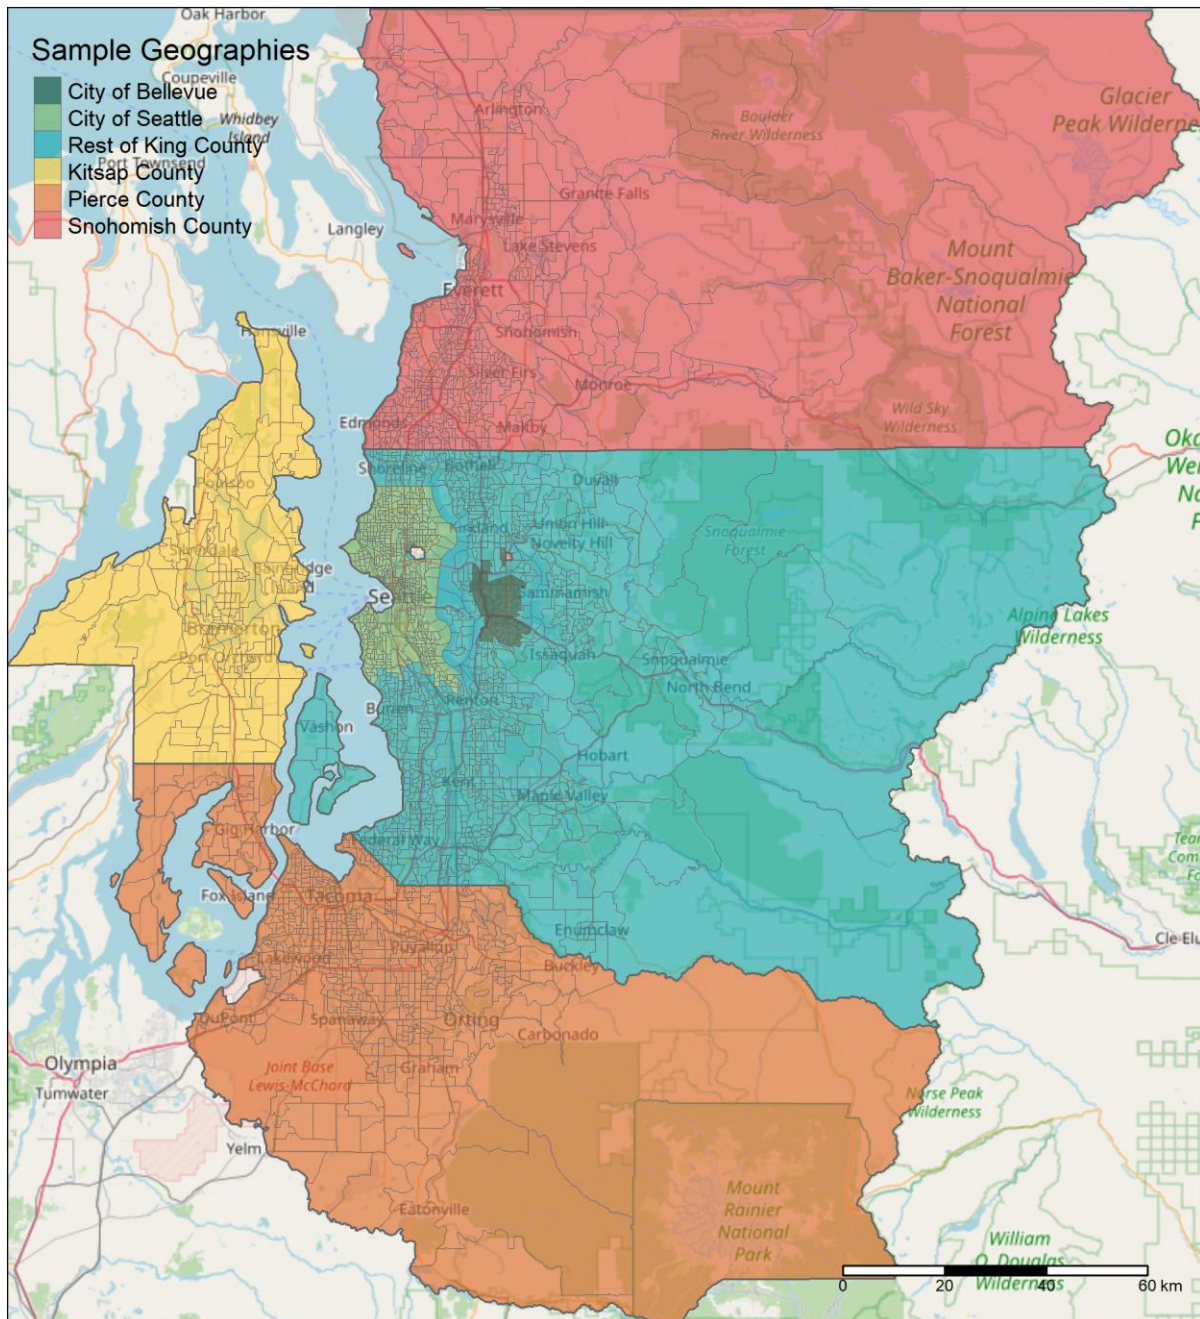 Oak Harbor
Sample Geographies
Coupeville
City of Bellevue
City of Seattle
Rest of King County
Kitsap County
Pierce County
Snohomish County
Whidbey
Island
Port Townsend
Langley
Arlington
Boulder
River Wilderness
Glacier
Peak Wilderne
Granite Falls
Marysville
Lake Stevens
Everett
Mount
Baker-Snoqualmie
National
Forest
Hansville
Snohomish
Silver Firs
Monroe
Wild Sky
Wilderness
Edmonds
Maltby
Shoreline
Bothell
Duvall
Poulsbo
Kirkland
Union Hill-
Novelty Hill
Snoqualmie
Forest
Silverdale
Bainbridge
Island
Seattle
Sammamish
Alpine Lakes
Wilderness
Bremerton
Port Orchard
Issaquah
Snoqualmie
North Bend
Burien
Renton
Vashon
Hobart
Kent
Maple Valley
Gig Harbor
Federal Way
Fox Island
Tacoma
Enumclaw
Cle-Elu
Puyallup
Lakewood
Buckley
DuPont
Spanaway
Orting
Carbonado
Olympia
Tumwater
Joint Base
Lewis-McChord
Graham
Norse Peak
Wilderness
Yelm
Eatonville
Mount
Rainier
National
Park
William
O. Douglas
Wilderness
0 20 40 60 km